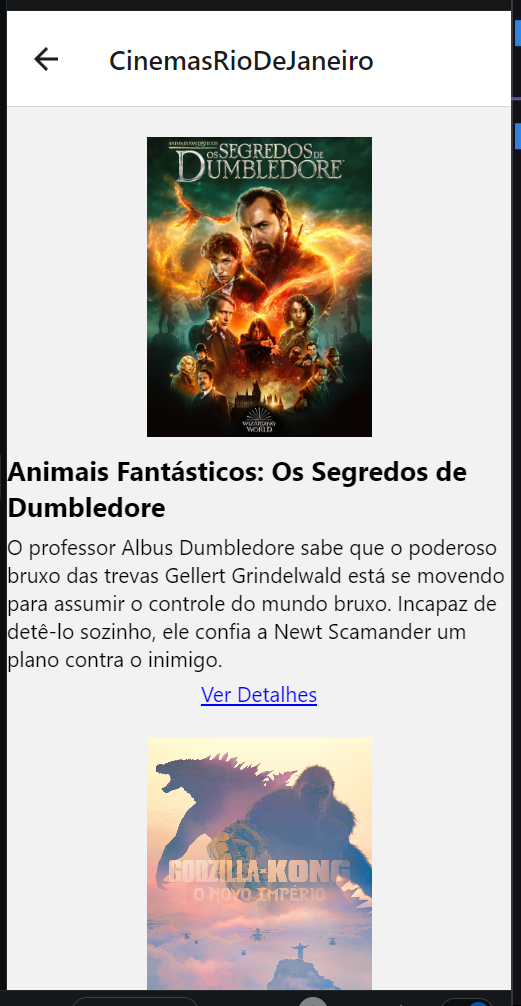 CinemasRioDeJaneiro
ANIMAIS FANTÁSTICOS
OS SEGREDOS DE
DUMBLEDORE
WIZARDING
WORLD
Animais Fantásticos: Os Segredos de
Dumbledore
O professor Albus Dumbledore sabe que o poderoso
bruxo das trevas Gellert Grindelwald está se movendo
para assumir o controle do mundo bruxo. Incapaz de
detê-lo sozinho, ele confia a Newt Scamander um
plano contra o inimigo.
Ver Detalhes
GODZILLA × KONG
O NOVO IMPÉRIO